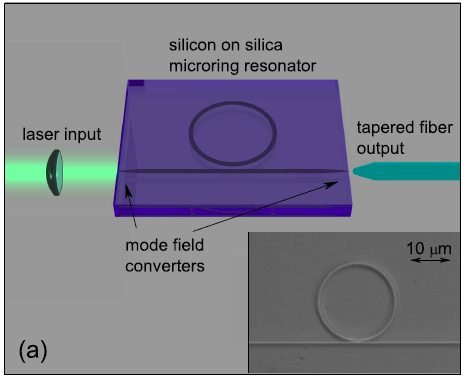 silicon on silica
microring resonator
laser input
tapered fiber
output
mode field
converters
10 μm
(a)